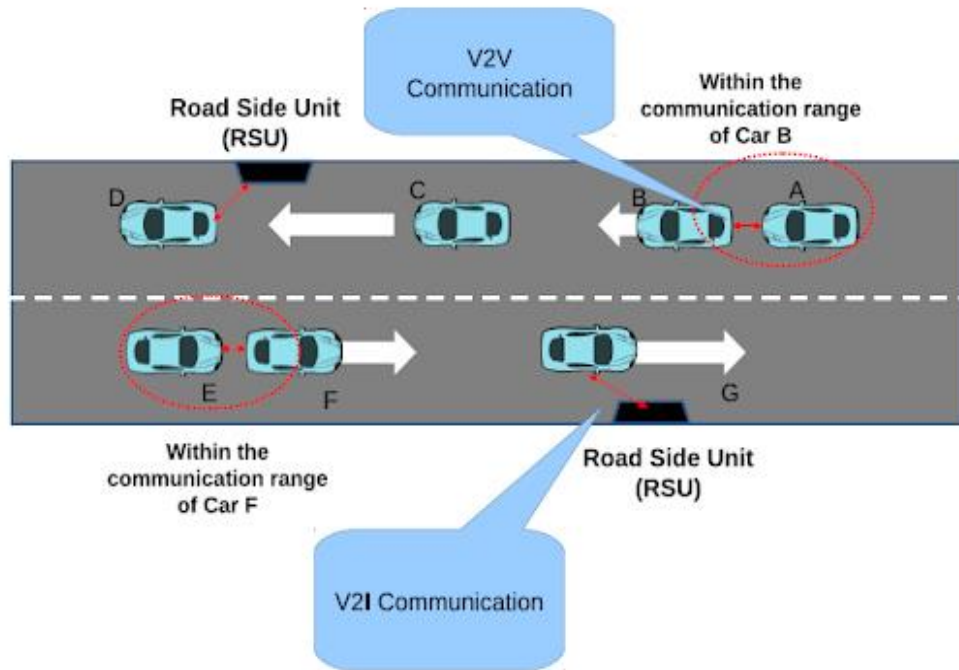 V2V
Communication
Within the
communication range
of Car B
Road Side Unit
(RSU)
D
C
B
A
E
F
G
Within the
communication range
of Car F
Road Side Unit
(RSU)
V2I Communication